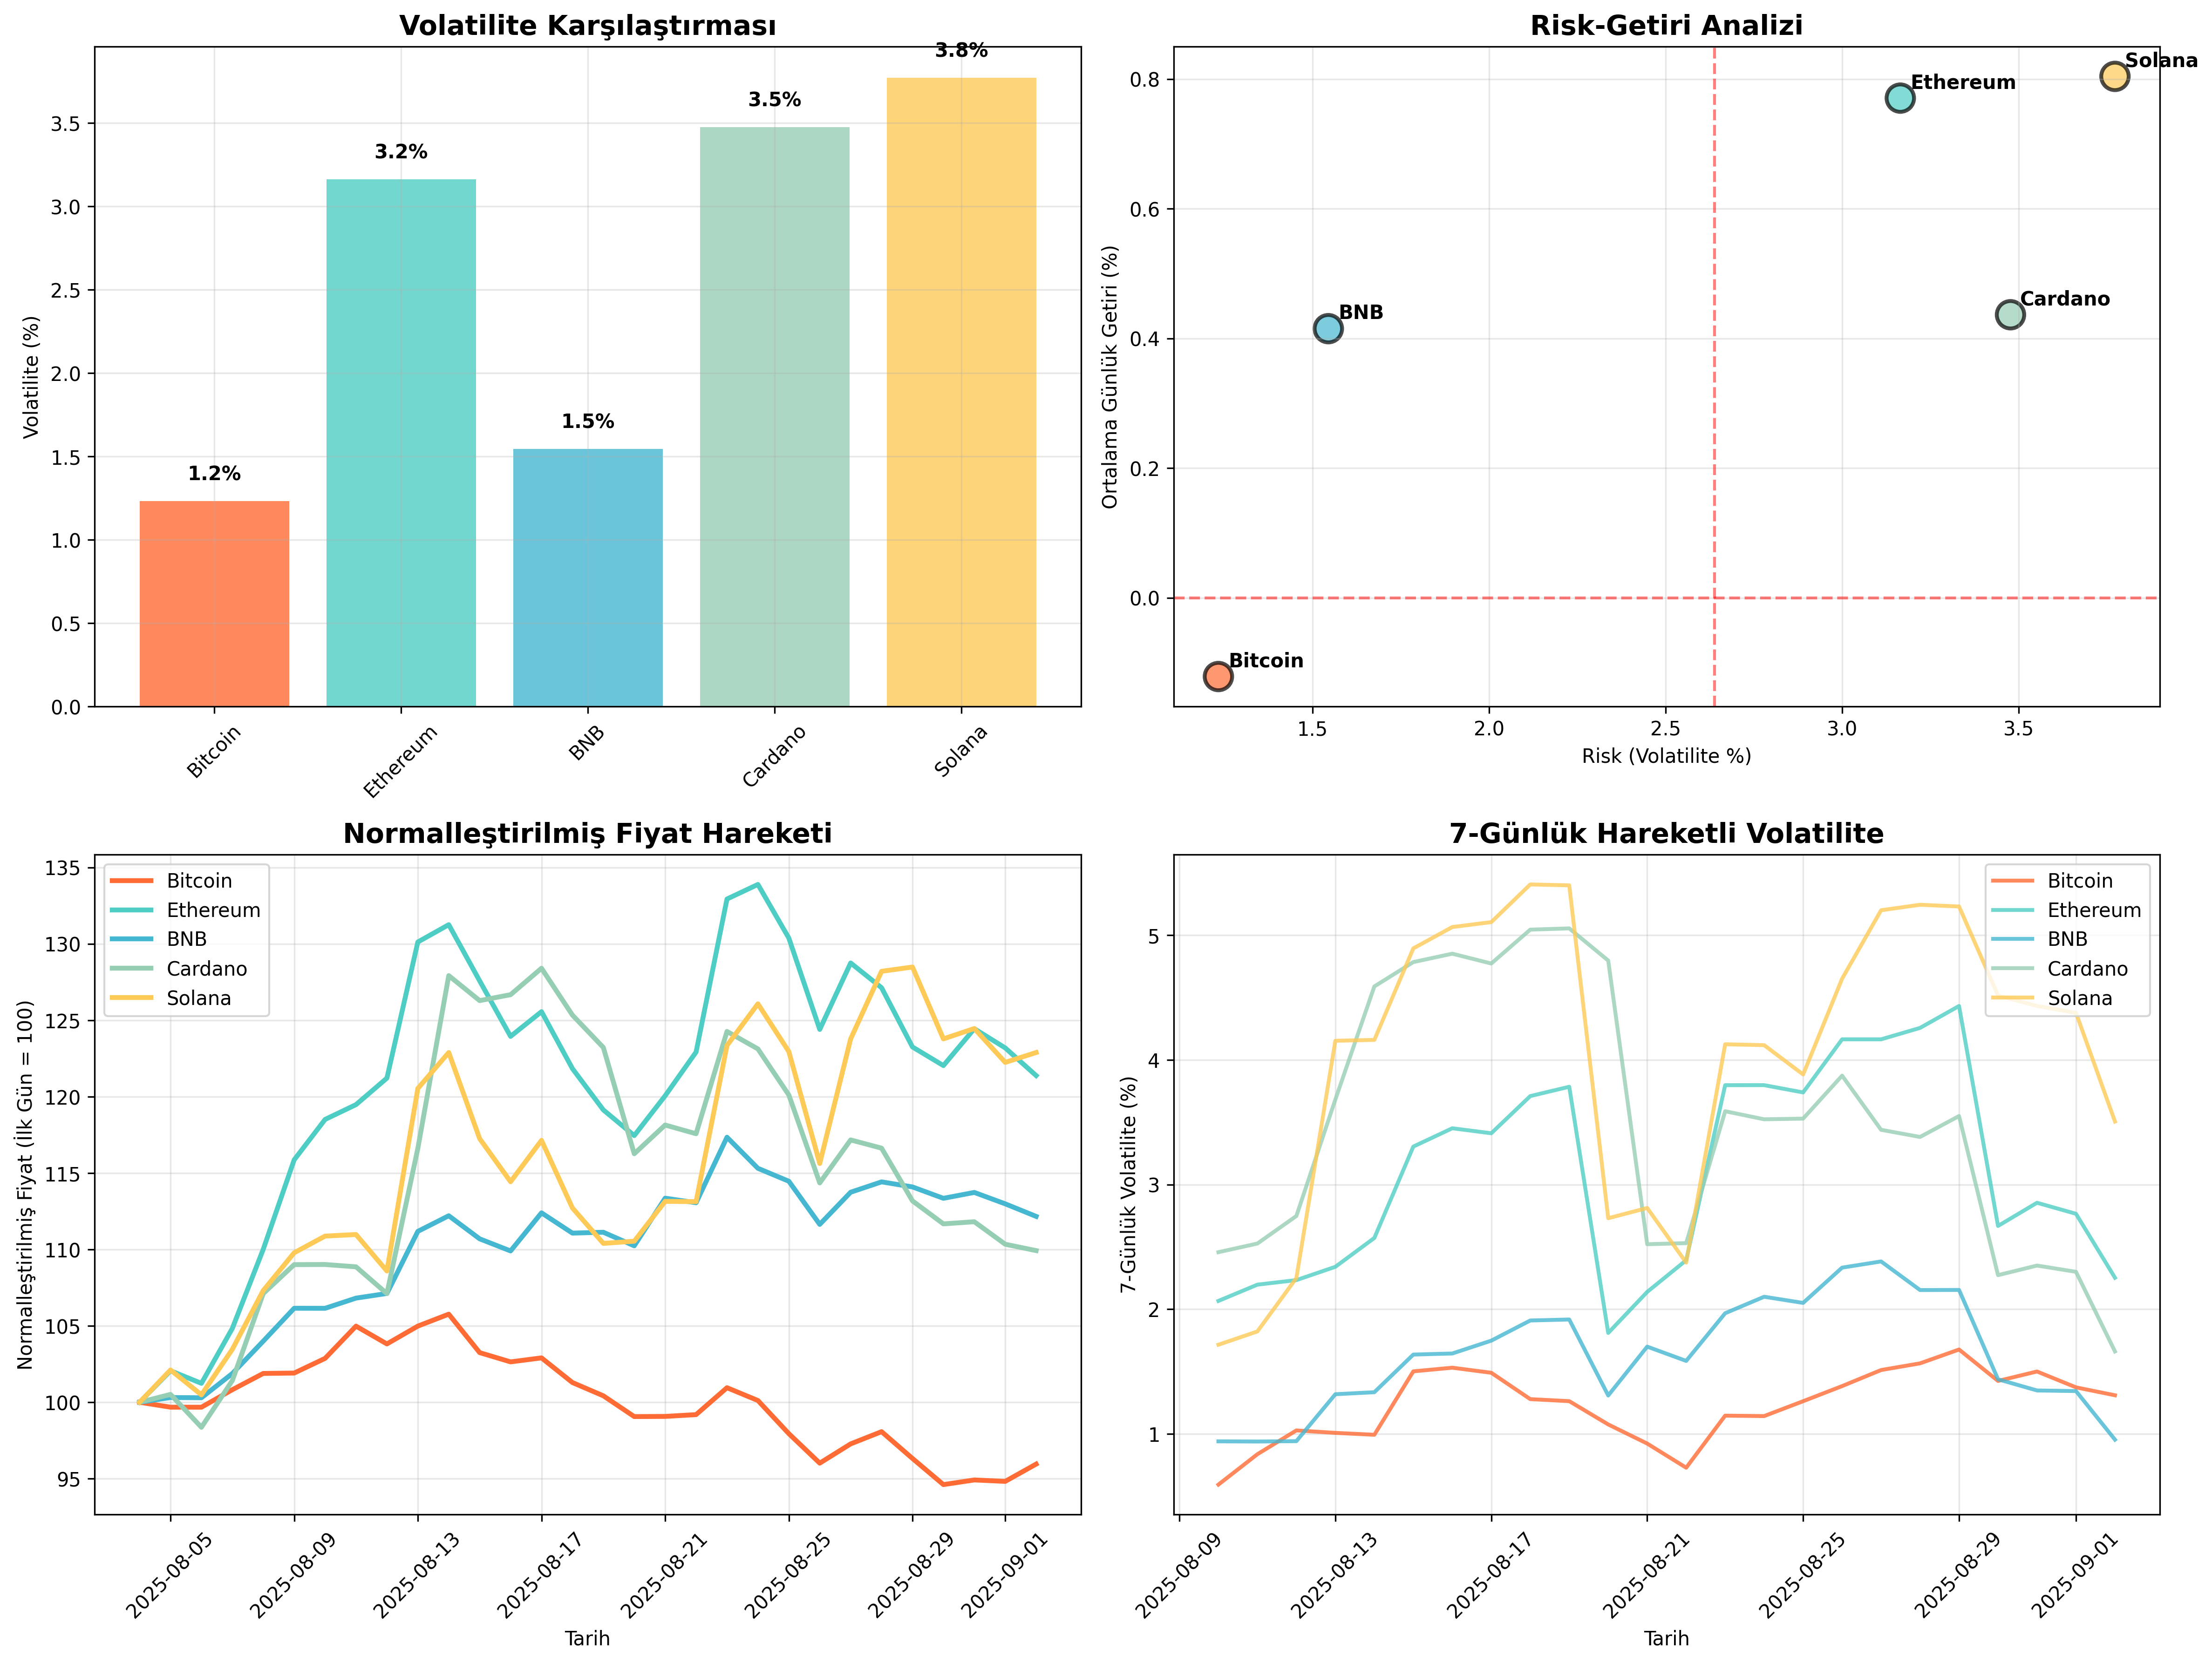 Volatilite Karşılaştırması
Volatilite (%)
3.5
3.0
2.5
2.0
1.5
1.0
0.5
0.0
1.2%
3.2%
1.5%
3.5%
3.8%
Bitcoin
Ethereum
BNB
Cardano
Solana
Risk-Getiri Analizi
Ortalama Günlük Getiri (%)
0.8
0.6
0.4
0.2
0.0
Solana
Ethereum
Cardano
BNB
Bitcoin
1.5
2.0
2.5
3.0
3.5
Risk (Volatilite %)
Normalleştirilmiş Fiyat Hareketi
Normalleştirilmiş Fiyat (İlk Gün = 100)
135
130
125
120
115
110
105
100
95
Bitcoin
Ethereum
BNB
Cardano
Solana
2025-08-05
2025-08-09
2025-08-13
2025-08-17
2025-08-21
2025-08-25
2025-08-29
2025-09-01
Tarih
7-Günlük Hareketli Volatilite
7-Günlük Volatilite (%)
5
4
3
2
1
Bitcoin
Ethereum
BNB
Cardano
Solana
2025-08-09
2025-08-13
2025-08-17
2025-08-21
2025-08-25
2025-08-29
2025-09-01
Tarih